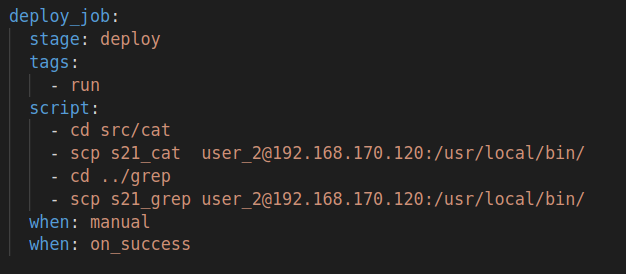 deploy_job:
  stage: deploy
  tags:
    - run
  script:
    - cd src/cat
    - scp s21_cat  user_2@192.168.170.120:/usr/local/bin/
    - cd ../grep
    - scp s21_grep user_2@192.168.170.120:/usr/local/bin/
  when: manual
  when: on_success